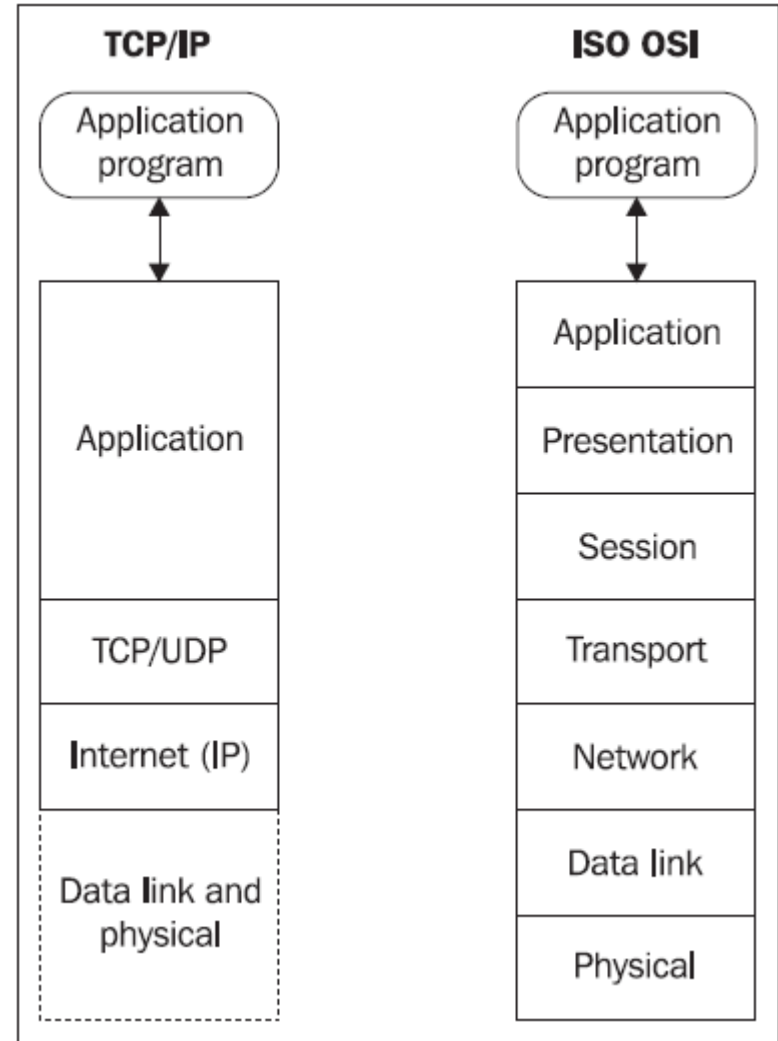 TCP/IP
Application
program
Application
TCP/UDP
Internet (IP)
Data link and
physical
ISO OSI
Application
program
Application
Presentation
Session
Transport
Network
Data link
Physical